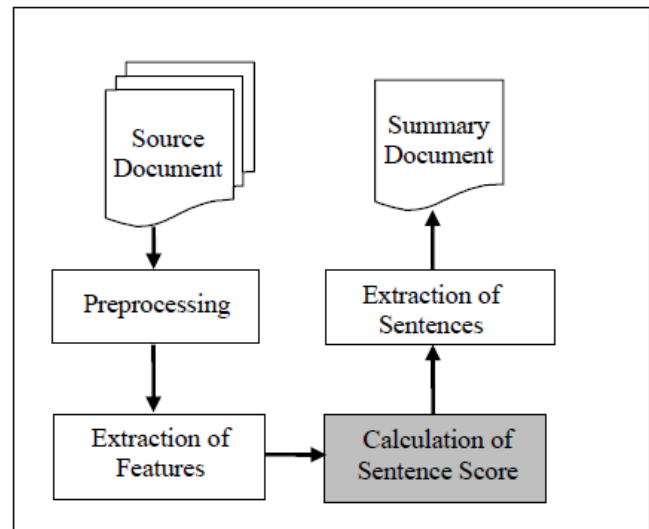 Source
Document
Preprocessing
Extraction of
Features
Calculation of
Sentence Score
Extraction of
Sentences
Summary
Document